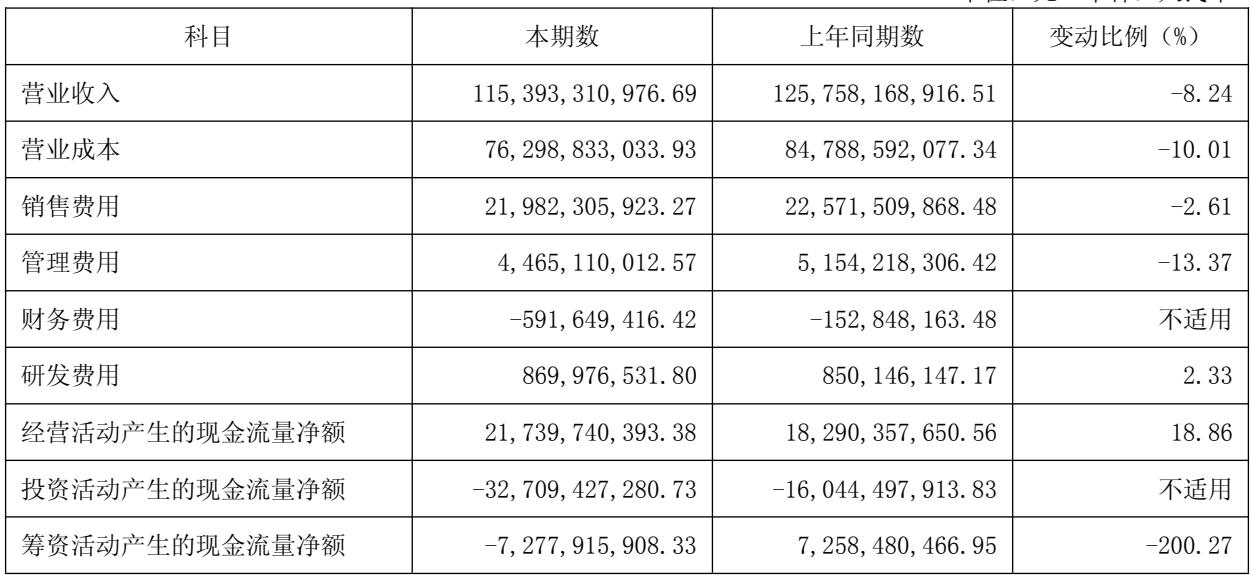 科目 本期数 上年同期数 变动比例（%）
营业收入 115,393,310,976.69 125,758,168,916.51 -8.24
营业成本 76,298,833,033.93 84,788,592,077.34 -10.01
销售费用 21,982,305,923.27 22,571,509,868.48 -2.61
管理费用 4,465,110,012.57 5,154,218,306.42 -13.37
财务费用 -591,649,416.42 -152,848,163.48 不适用
研发费用 869,976,531.80 850,146,147.17 2.33
经营活动产生的现金流量净额 21,739,740,393.38 18,290,357,650.56 18.86
投资活动产生的现金流量净额 -32,709,427,280.73 -16,044,497,913.83 不适用
筹资活动产生的现金流量净额 -7,277,915,908.33 7,258,480,466.95 -200.27